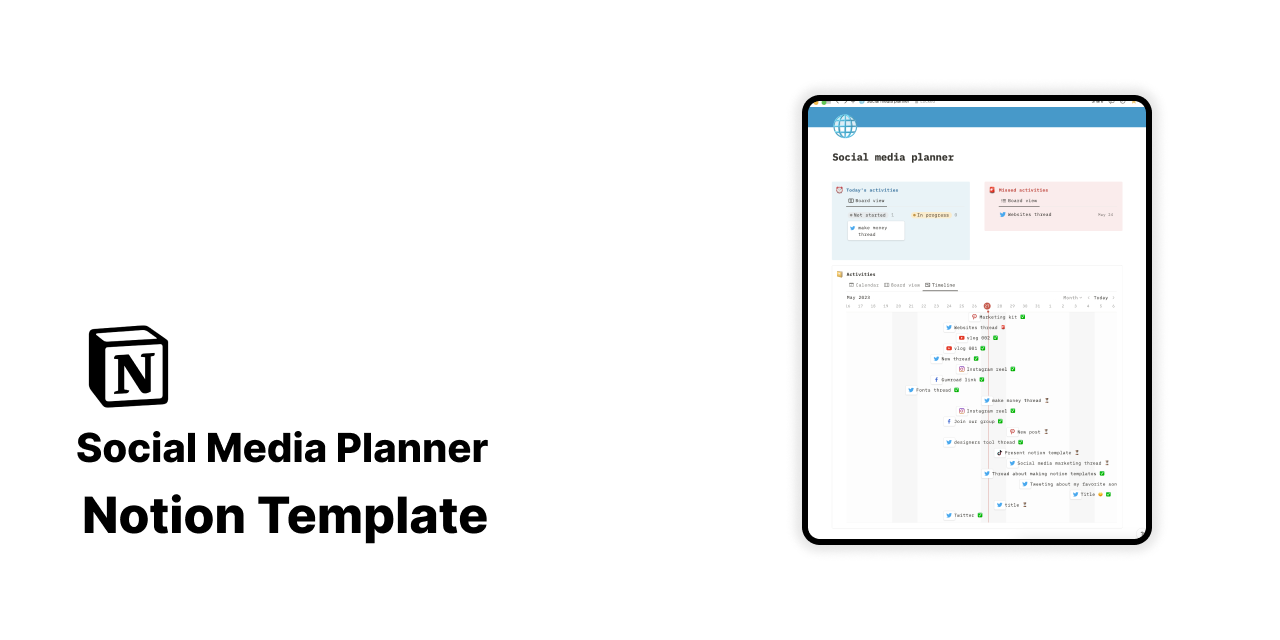 N
Social Media Planner
Notion Template
Social media planner
Today's activities
Board view
Not started 1 In progress 0
make money
thread
Missed activities
Board view
Websites thread May 24
Activities
Calendar Board view Timeline
May 2023 Month Today
16 17 18 19 20 21 22 23 24 25 26 27 28 29 30 31 1 2 3 4 5 6
Marketing kit
Websites thread
vlog 002
vlog 001
New thread
Instagram reel
Gumroad link
Fonts thread
make money thread
Instagram reel
Join our group
New post
designers tool thread
Present notion template
Social media marketing thread
Thread about making notion templates
Tweeting about my favorite son
Title
title
Twitter